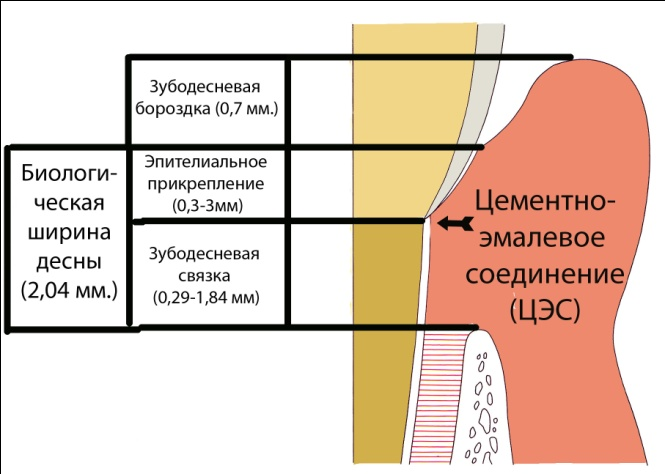 Зубодесневая
бороздка (0,7 мм.)
Эпителиальное
прикрепление
(0,3-3мм)
Биологи-
ческая
ширина
десны
(2,04 мм.)
Зубодесневая
связка
(0,29-1,84 мм)
Цементно-
эмалевое
соединение
(ЦЭС)